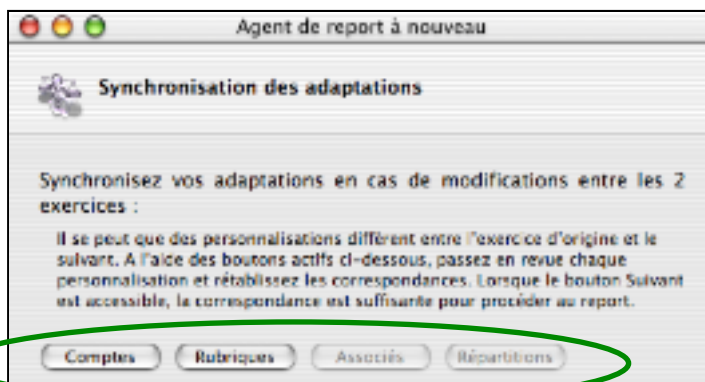 Agent de report à nouveau
Synchronisation des adaptations
Synchronisez vos adaptations en cas de modifications entre les 2
exercices :
Il se peut que des personnalisations diffèrent entre l'exercice d'origine et le
suivant. A l'aide des boutons actifs ci-dessous, passez en revue chaque
personnalisation et rétablissez les correspondances. Lorsque le bouton Suivant
est accessible, la correspondance est suffisante pour procéder au report.
Comptes Rubriques Associés Répartitions